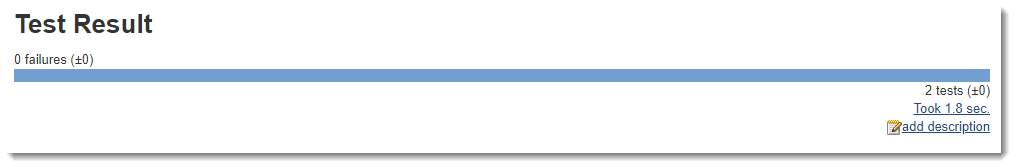 Test Result
0 failures (±0)
2 tests (±0)
Took 1.8 sec.
add description